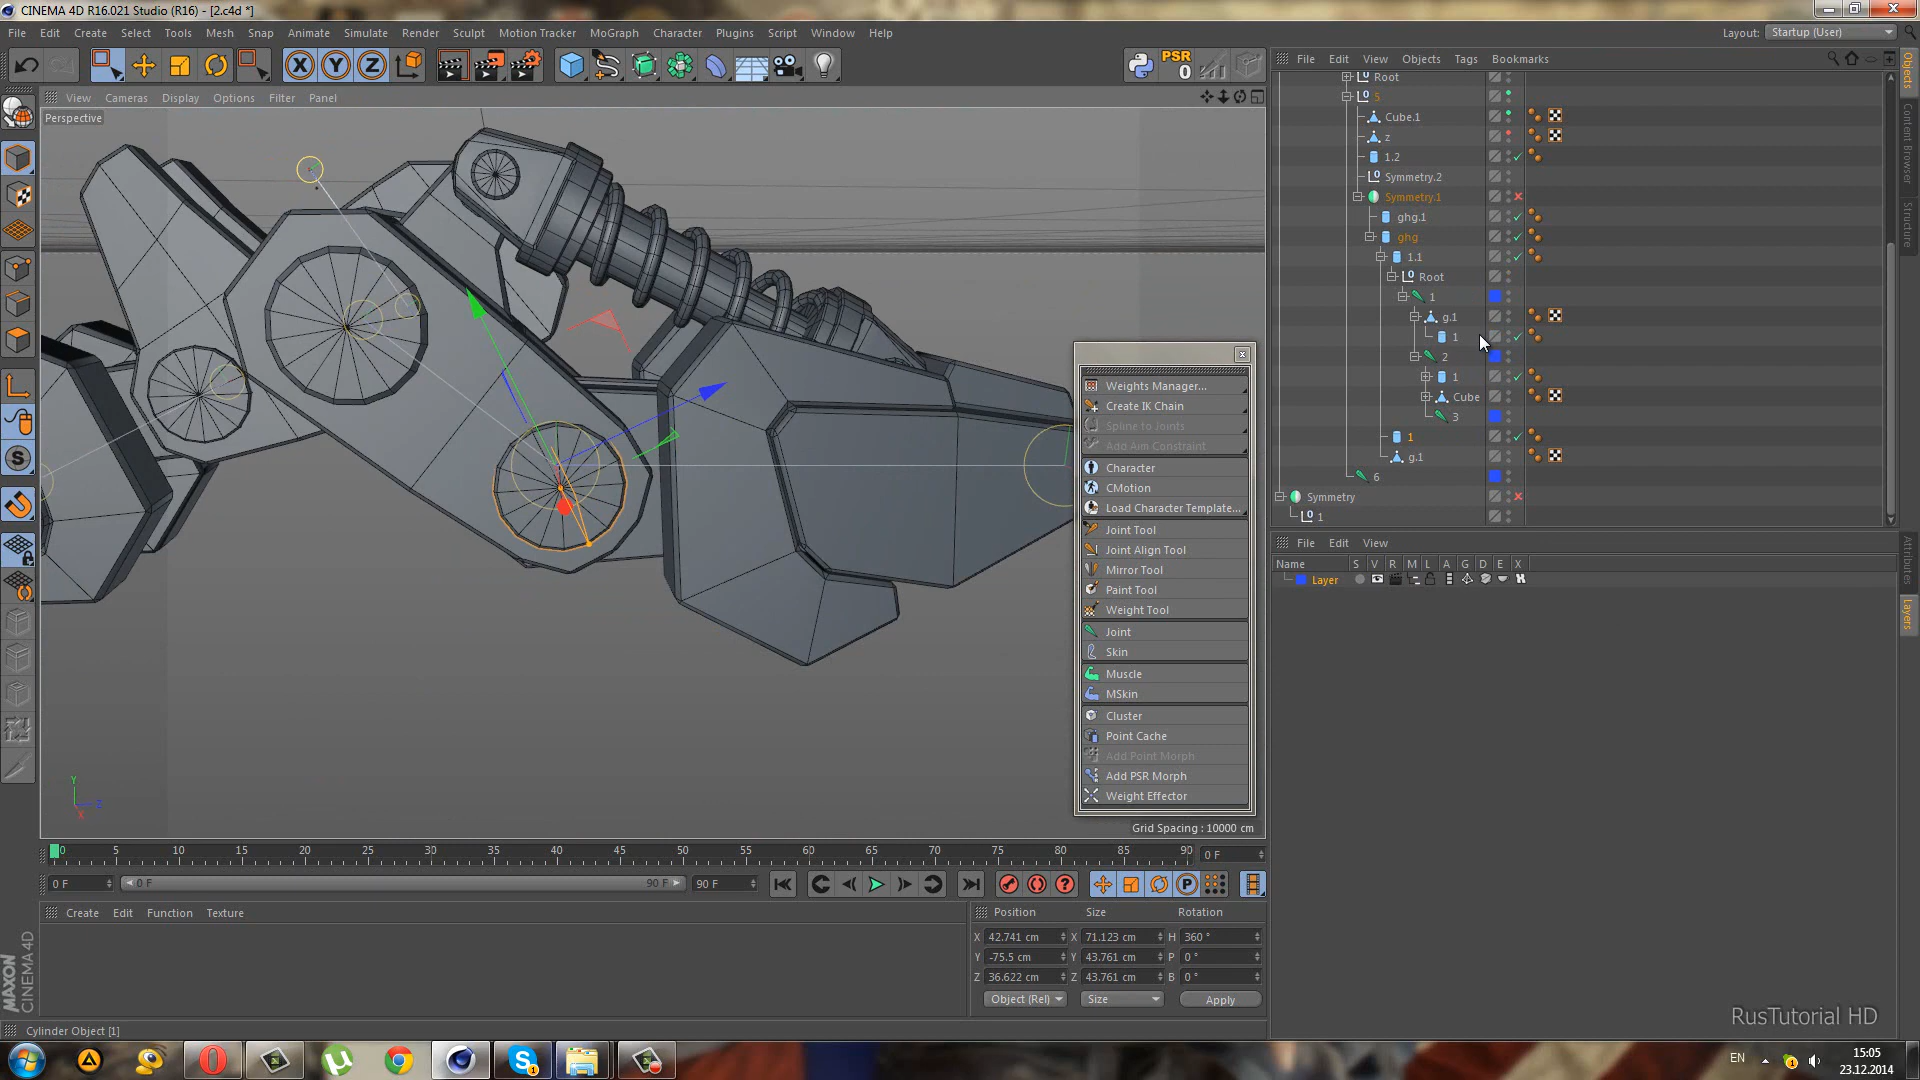 CINEMA 4D R16.021 Studio (R16) - [2.c4d *]
File Edit Create Select Tools Mesh Snap Animate Simulate Render Sculpt Motion Tracker MoGraph Character Plugins Script Window Help
Layout: Startup (User)
PSR
0
X Y Z
File Edit View Objects Tags Bookmarks
View Cameras Display Options Filter Panel
Perspective
Root
5
Cube.1
z
1.2
Symmetry.2
Symmetry.1
ghg.1
ghg
1.1
Root
1
g.1
1
2
1
Cube
3
1
g.1
6
Symmetry
1
Objects
Content Browser
Structure
Attributes
Layers
File Edit View
Name S V R M L A G D E X
Layer
Weights Manager...
Create IK Chain
Spline to Joints
Add Aim Constraint
Character
CMotion
Load Character Template...
Joint Tool
Joint Align Tool
Mirror Tool
Paint Tool
Weight Tool
Joint
Skin
Muscle
MSkin
Cluster
Point Cache
Add Point Morph
Add PSR Morph
Weight Effector
Y
Z
X
Grid Spacing : 10000 cm
0 5 10 15 20 25 30 35 40 45 50 55 60 65 70 75 80 85 90
0 F
0 F 0 F 90 F 90 F
Create Edit Function Texture
Position Size Rotation
X 42.741 cm X 71.123 cm H 360 °
Y -75.5 cm Y 43.761 cm P 0 °
Z 36.622 cm Z 43.761 cm B 0 °
Object (Rel) Size Apply
MAXON
CINEMA 4D
Cylinder Object [1]
RusTutorial HD
EN
15:05
23.12.2014